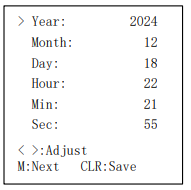 > Year: 2024
Month: 12
Day: 18
Hour: 22
Min: 21
Sec: 55
< >:Adjust
M:Next CLR:Save